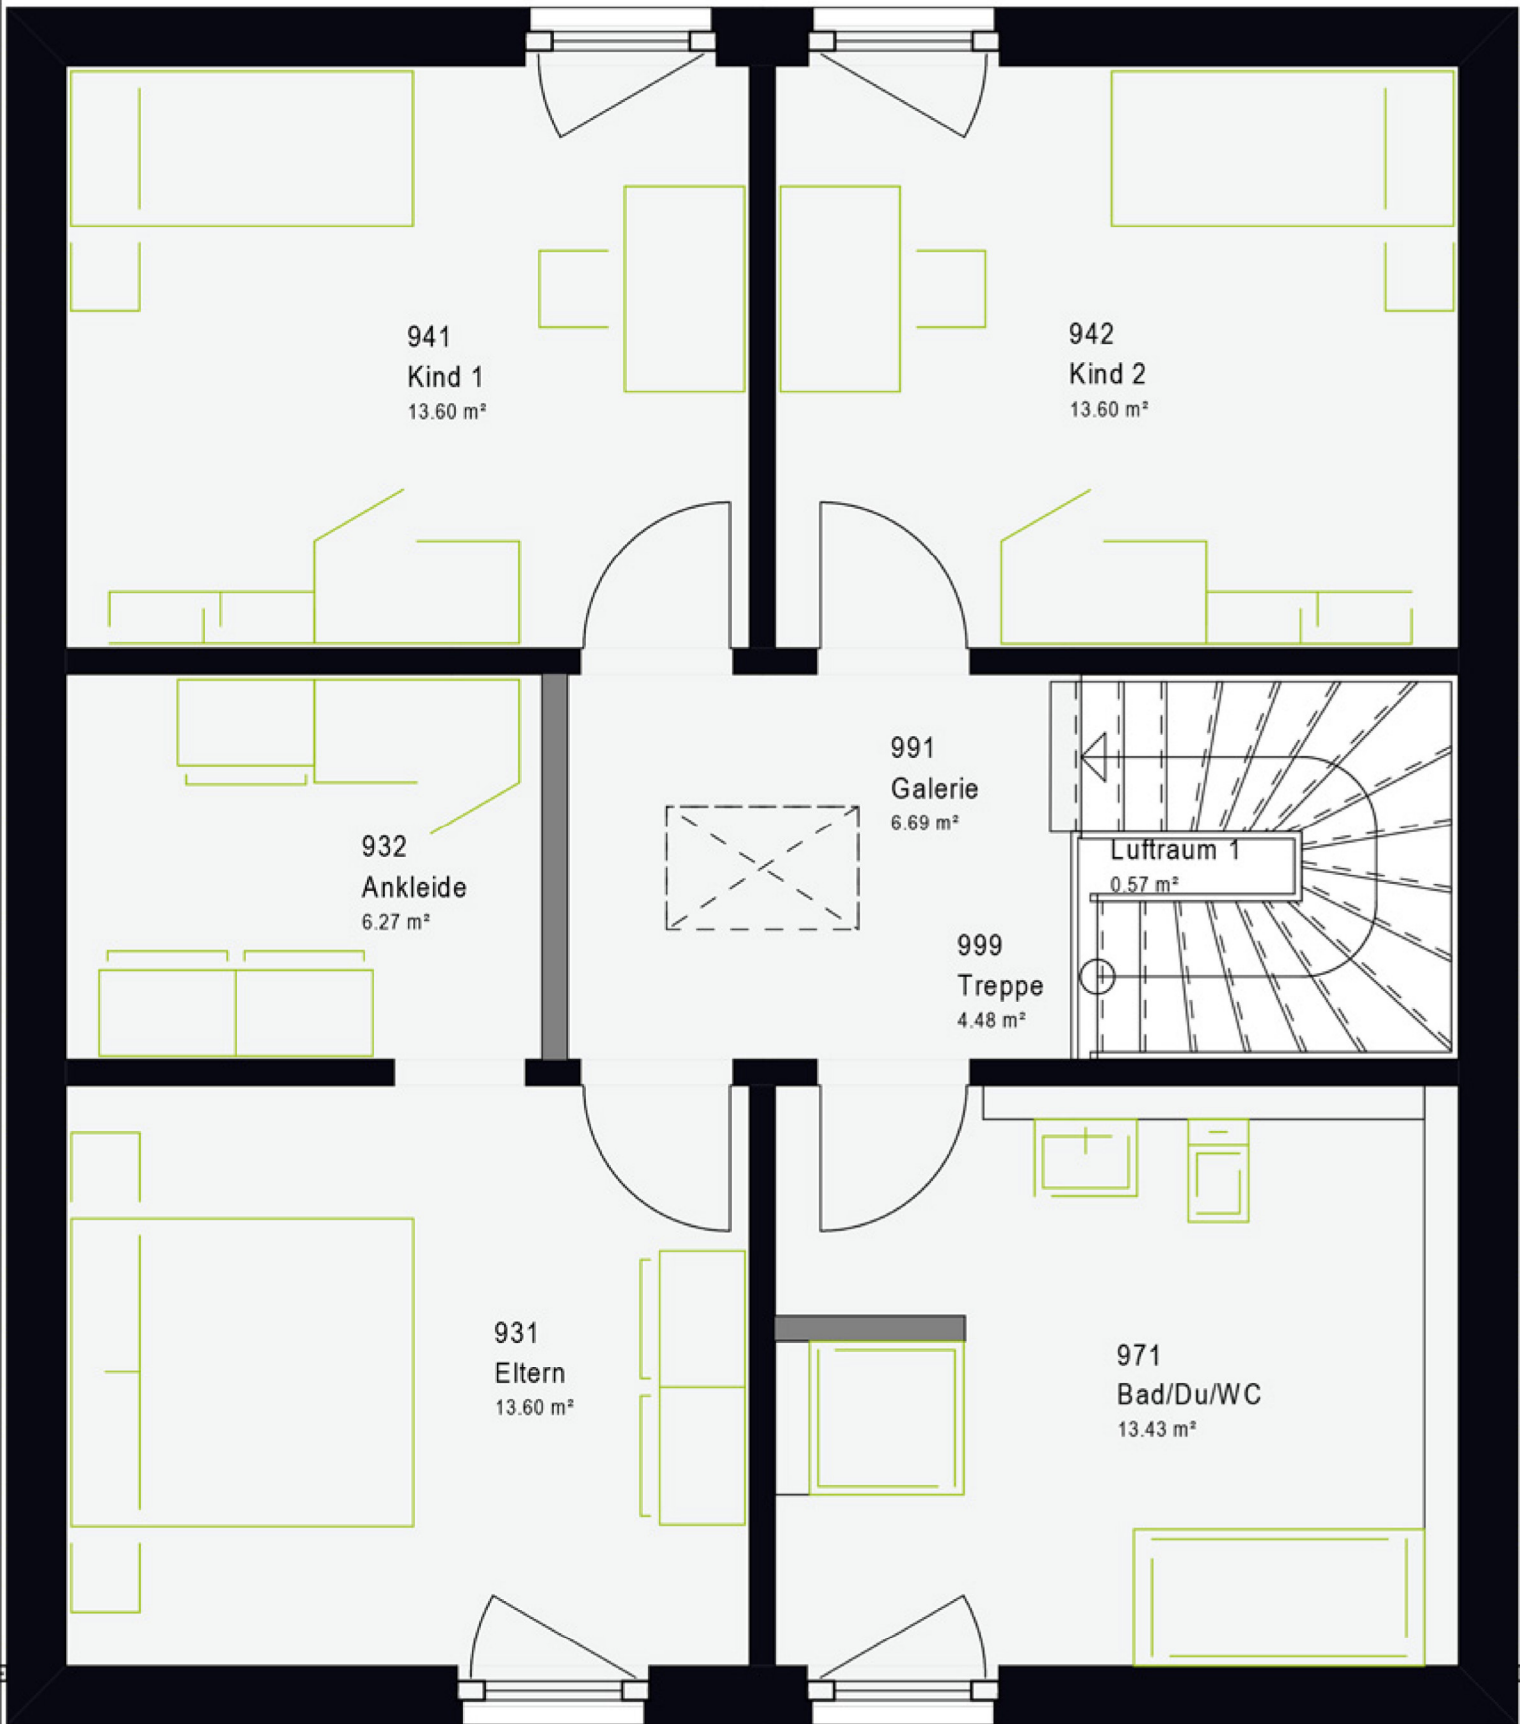 941
Kind 1
13.60 m²
942
Kind 2
13.60 m²
991
Galerie
6.69 m²
Luftraum 1
0.57 m²
932
Ankleide
6.27 m²
999
Treppe
4.48 m²
931
Eltern
13.60 m²
971
Bad/Du/WC
13.43 m²